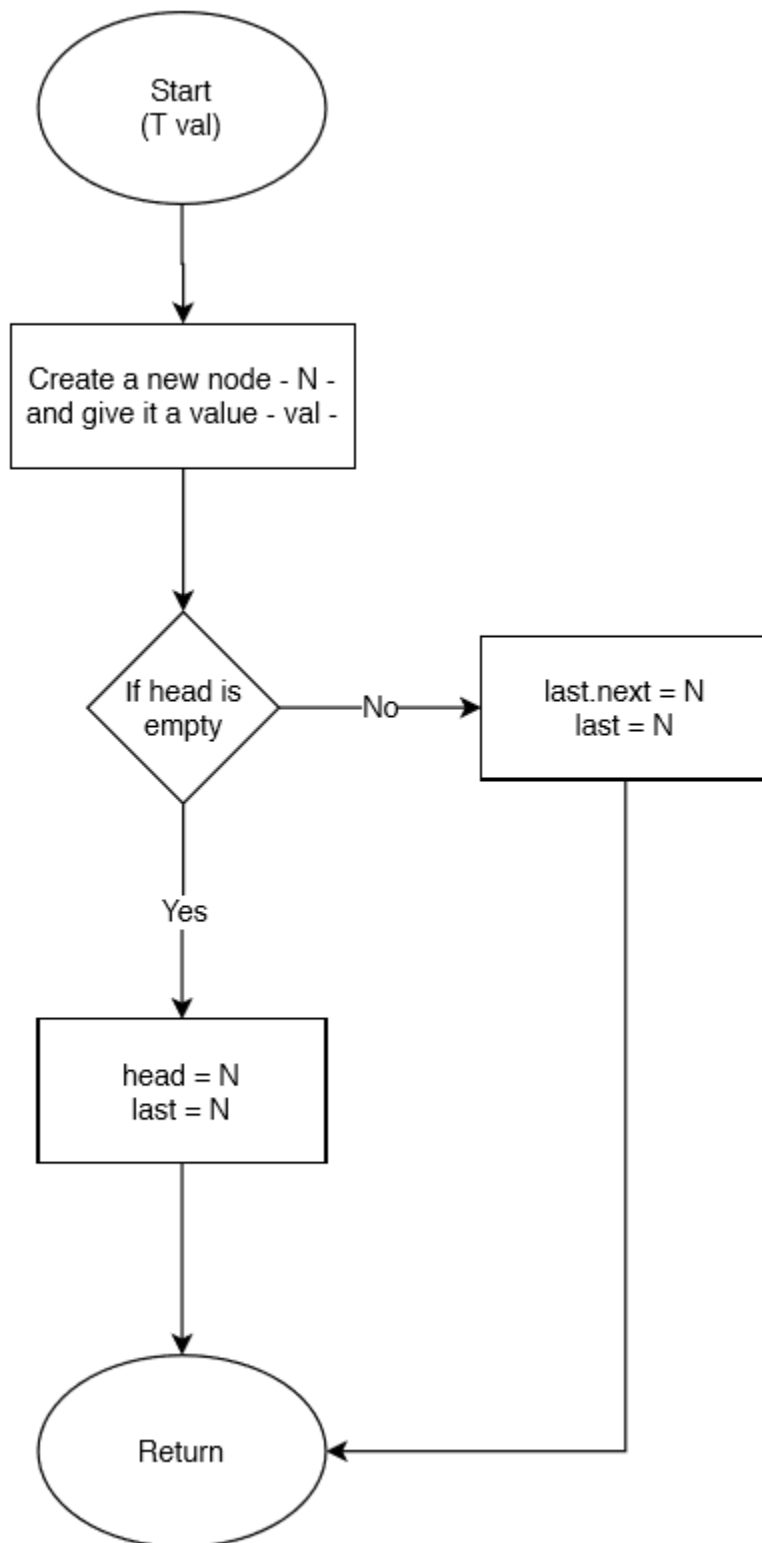 Start
(T val)
Create a new node - N -
and give it a value - val -
If head is
empty
No
last.next = N
last = N
Yes
head = N
last = N
Return